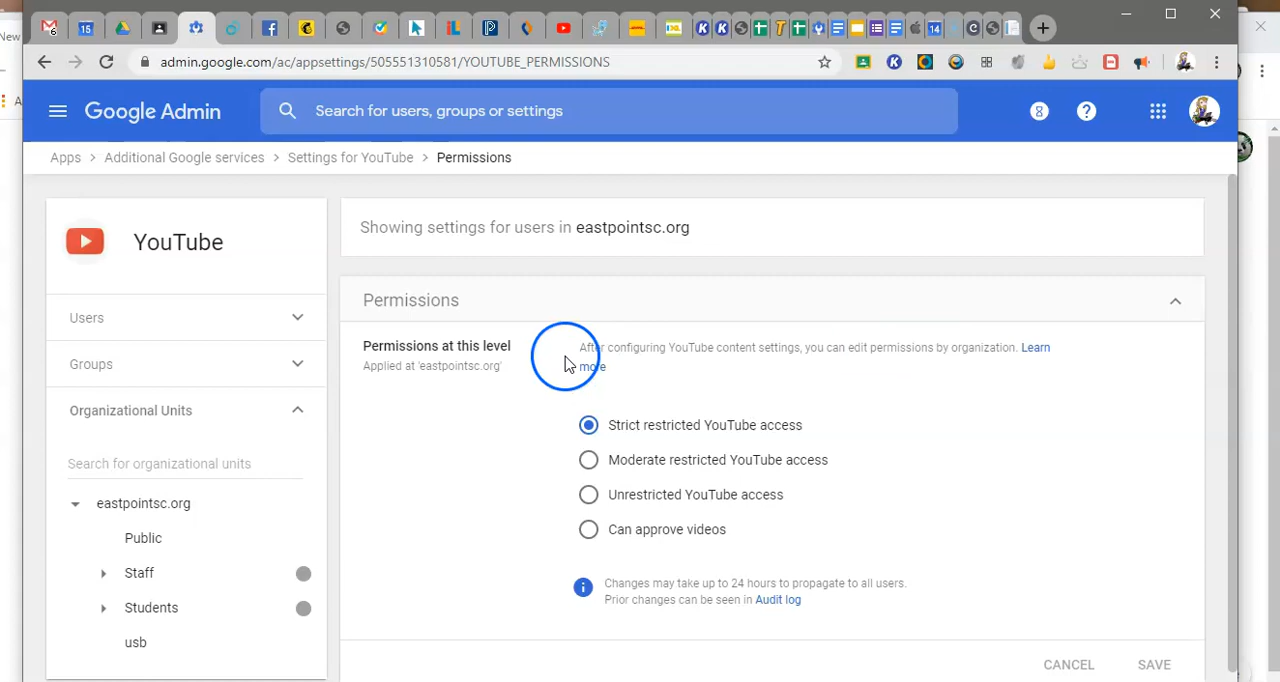 New
6
15
14
admin.google.com/ac/appsettings/505551310581/YOUTUBE_PERMISSIONS
Google Admin
Search for users, groups or settings
Apps > Additional Google services > Settings for YouTube > Permissions
YouTube
Showing settings for users in eastpointsc.org
Users
Groups
Organizational Units
Search for organizational units
eastpointsc.org
Public
Staff
Students
usb
Permissions
Permissions at this level
Applied at 'eastpointsc.org'
After configuring YouTube content settings, you can edit permissions by organization. Learn
more
Strict restricted YouTube access
Moderate restricted YouTube access
Unrestricted YouTube access
Can approve videos
Changes may take up to 24 hours to propagate to all users.
Prior changes can be seen in Audit log
CANCEL SAVE